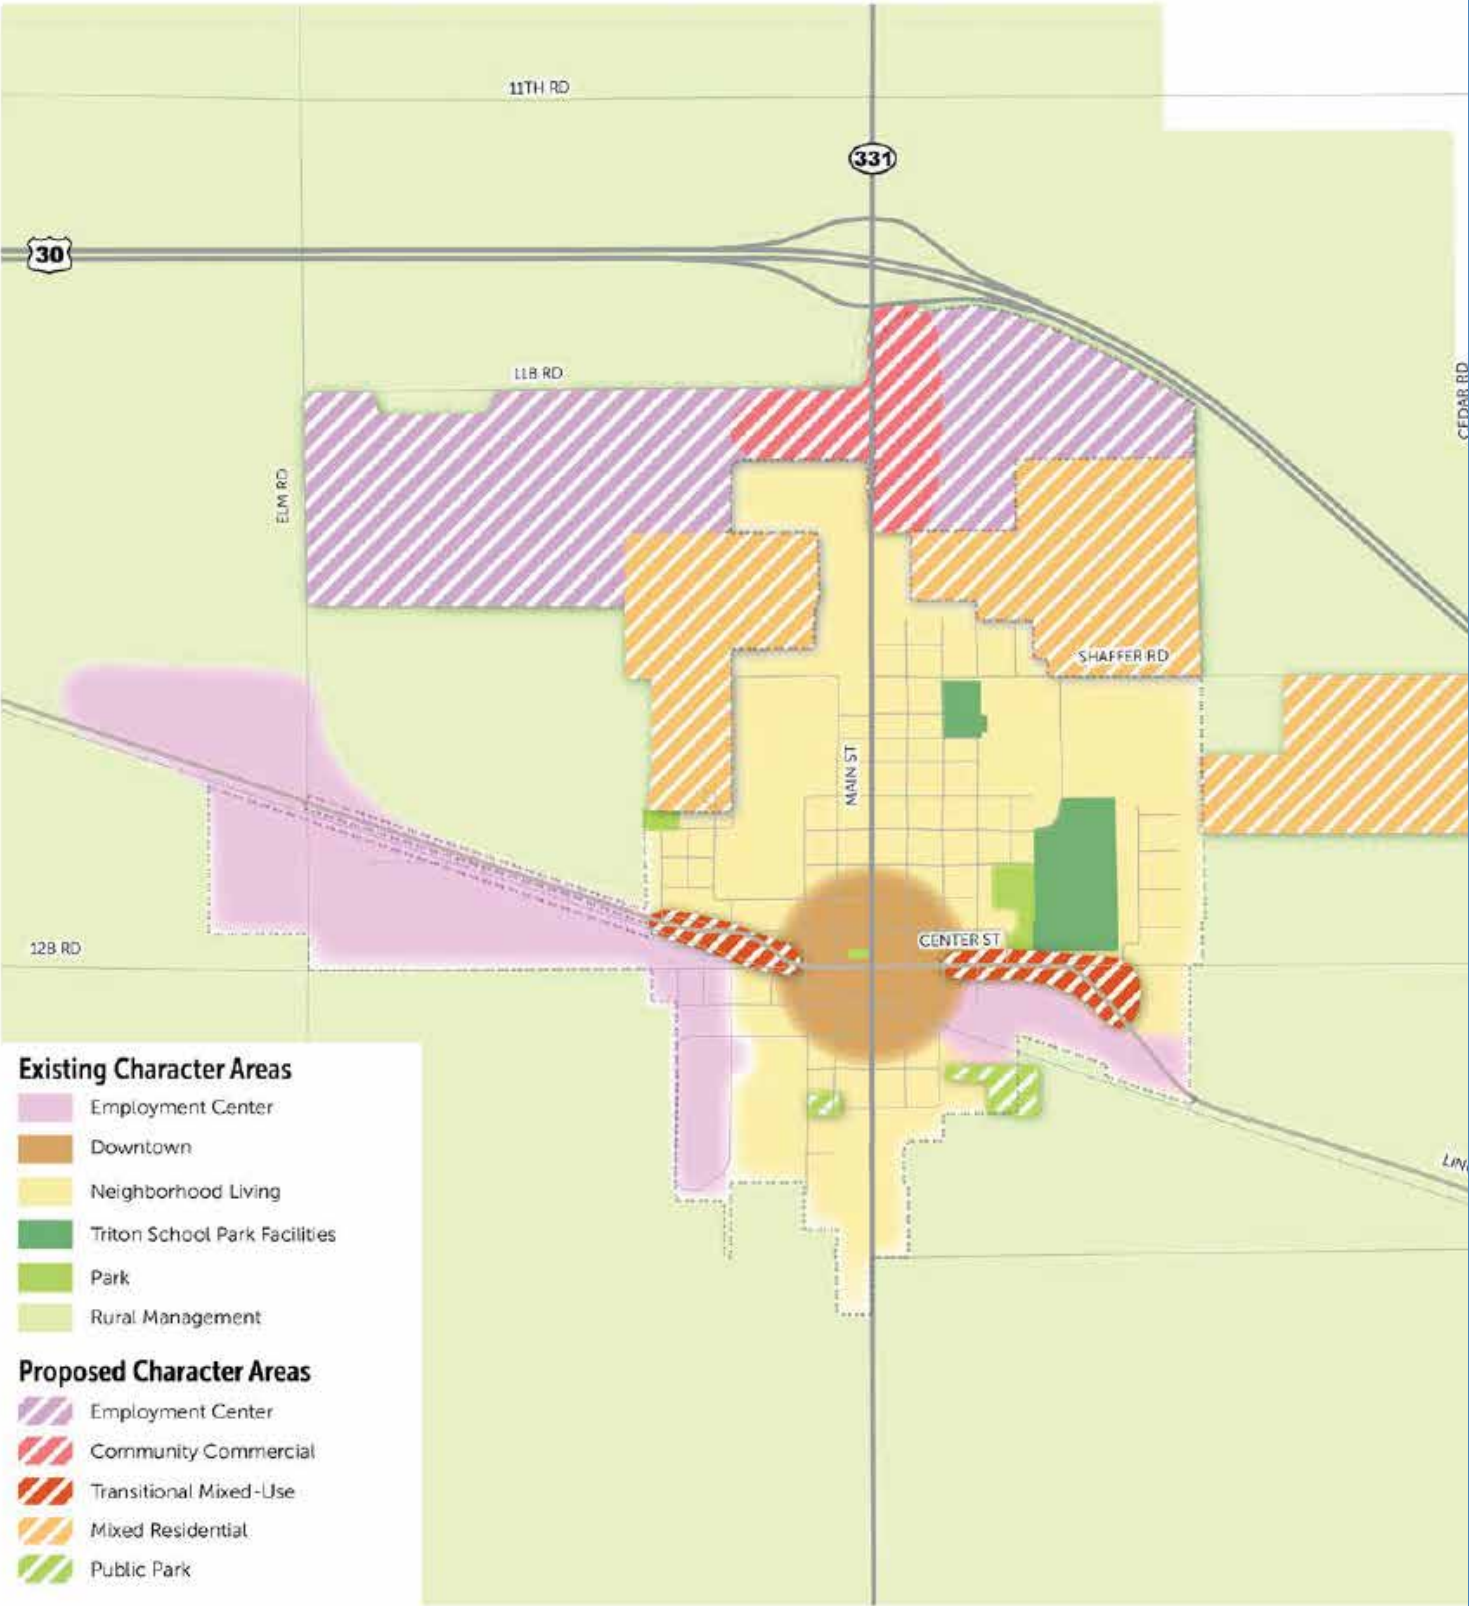 11TH RD
331
30
11B RD
CEDAR RD
ELM RD
SHAFFER RD
MAIN ST
CENTER ST
12B RD
Existing Character Areas
Employment Center
Downtown
Neighborhood Living
Triton School Park Facilities
Park
Rural Management
LIN
Proposed Character Areas
Employment Center
Community Commercial
Transitional Mixed-Use
Mixed Residential
Public Park